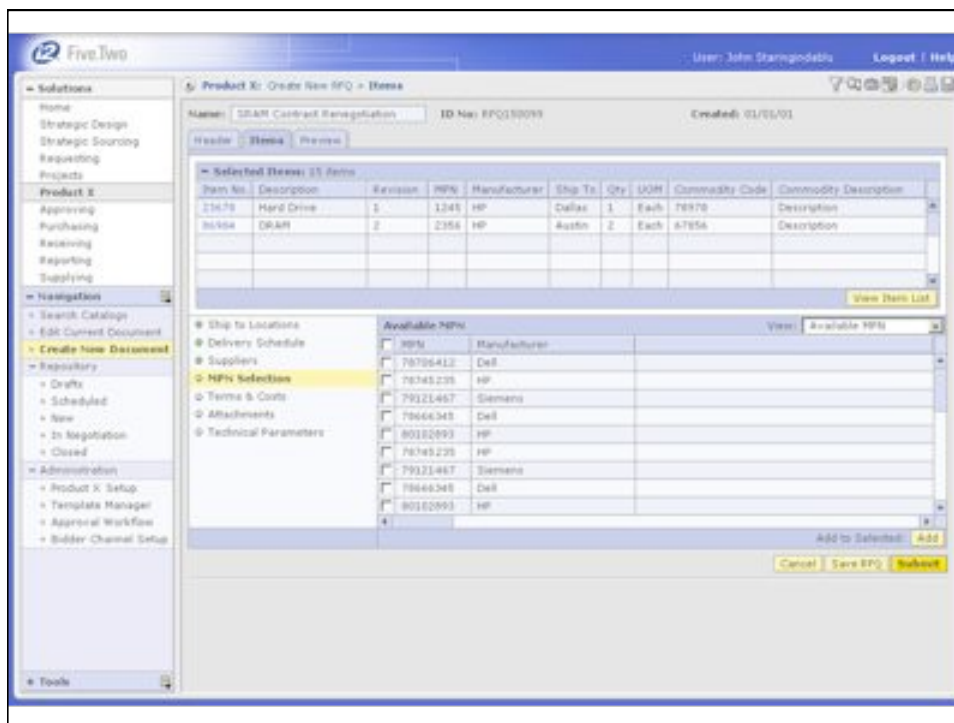 i2 Five.Two
User: John Logout | Help
Solutions
Home
Strategic Design
Strategic Sourcing
Requesting
Projects
Product X
Approving
Purchasing
Receiving
Reporting
Supplying
Navigation
Search Catalogs
Edit Current Document
Create New Document
Repository
Drafts
Scheduled
New
In Negotiation
Closed
Administration
Product X Setup
Template Manager
Approval Workflow
Bidder Channel Setup
Tools
Product X: Create New RFQ > Items
Name: Contract Renegotiation ID No: Created: 01/01/01
Header Items Preview
Selected Items: 15 items
Item No. Description Revision MPN Manufacturer Ship To Qty UOM Commodity Code Commodity Description
23678 Hard Drive 1 1245 HP Dallas 1 Each 78978 Description
DRAM 2 2356 HP Austin 2 Each 67856 Description
View Item List
Ship to Locations
Delivery Schedule
Suppliers
MPN Selection
Terms & Costs
Attachments
Technical Parameters
Available MPN View: Available MPN
MPN Manufacturer
78706412 Dell
78745235 HP
79121467 Siemens
78666345 Dell
80102893 HP
78745235 HP
79121467 Siemens
78666345 Dell
80102893 HP
Add to Selected: Add
Cancel Save RFQ Submit